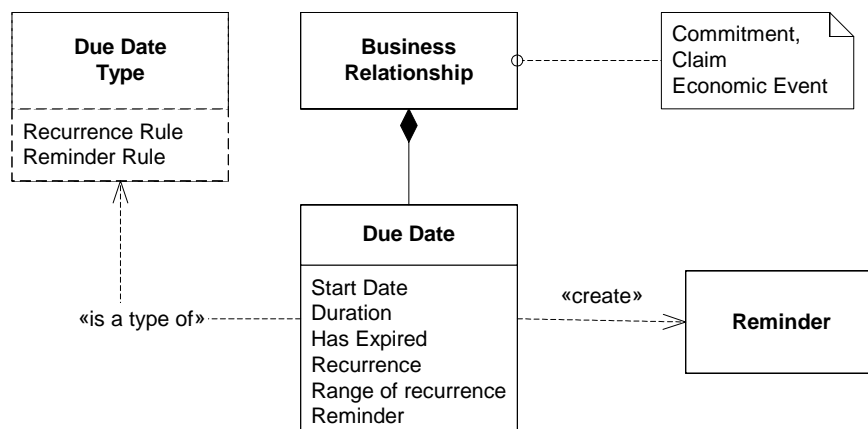 Due Date
Type
Recurrence Rule
Reminder Rule
Business
Relationship
Commitment,
Claim
Economic Event
Due Date
Start Date
Duration
Has Expired
Recurrence
Range of recurrence
Reminder
«is a type of»
«create»
Reminder